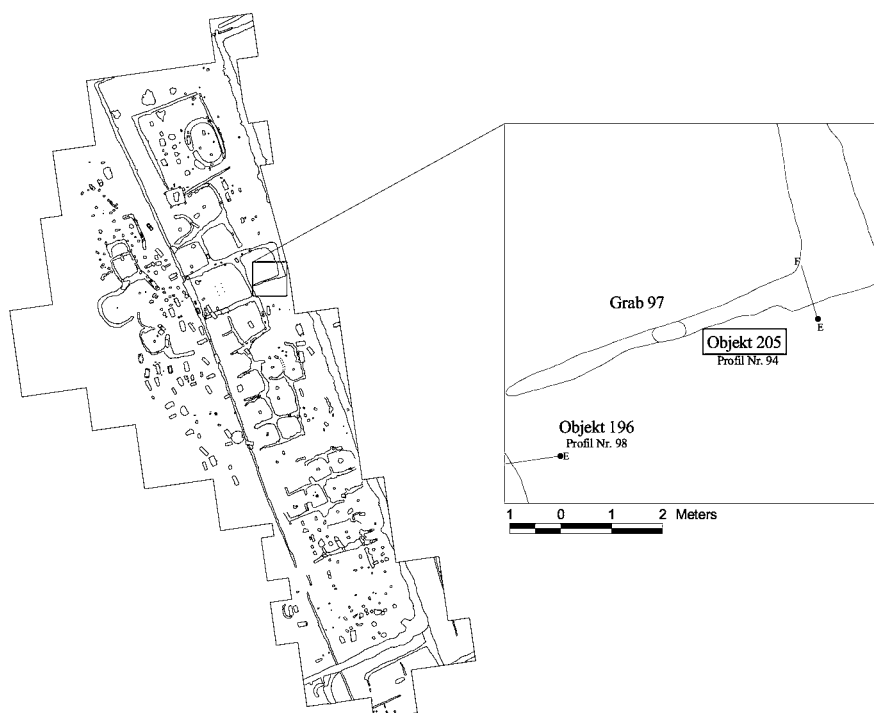 F
Grab 97
E
Objekt 205
Profil Nr. 94
Objekt 196
Profil Nr. 98
E
1 0 1 2 Meters